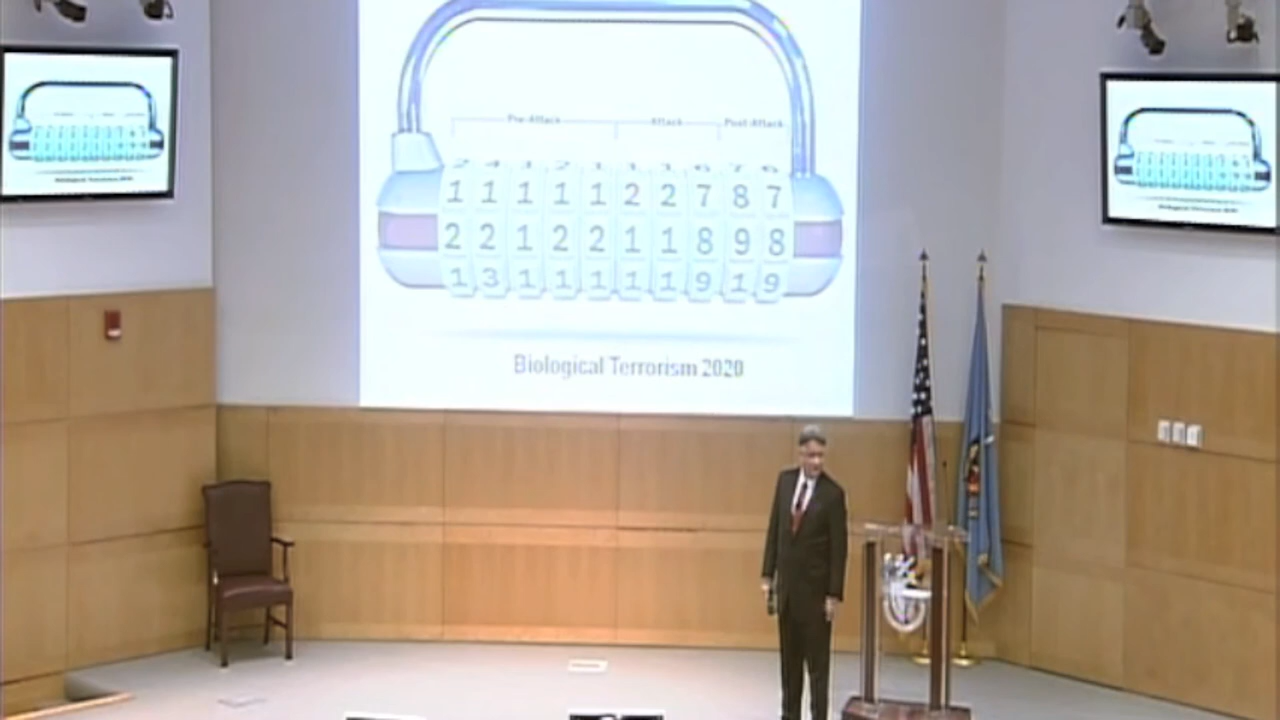 Pre-Attack Attack Post-Attack
1 1 1 1 1 2 2 7 8 7
2 2 1 2 2 1 1 8 9 8
1 3 1 1 1 1 1 9 1 9
Biological Terrorism 2020